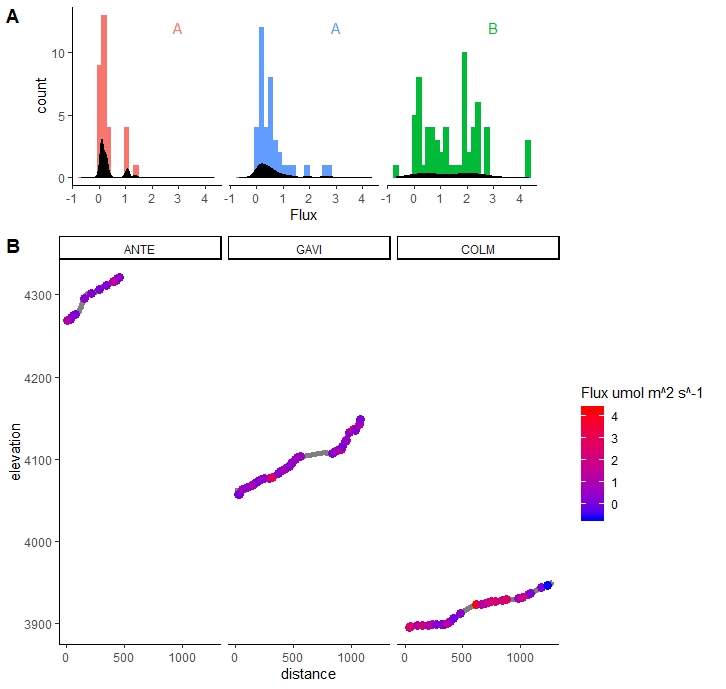 A
A
A
B
count
10
5
0
-1 0 1 2 3 4
-1 0 1 2 3 4
-1 0 1 2 3 4
Flux
B
ANTE
GAVI
COLM
elevation
4300
4200
4100
4000
3900
0 500 1000
0 500 1000
0 500 1000
distance
Flux umol m^2 s^-1
4
3
2
1
0